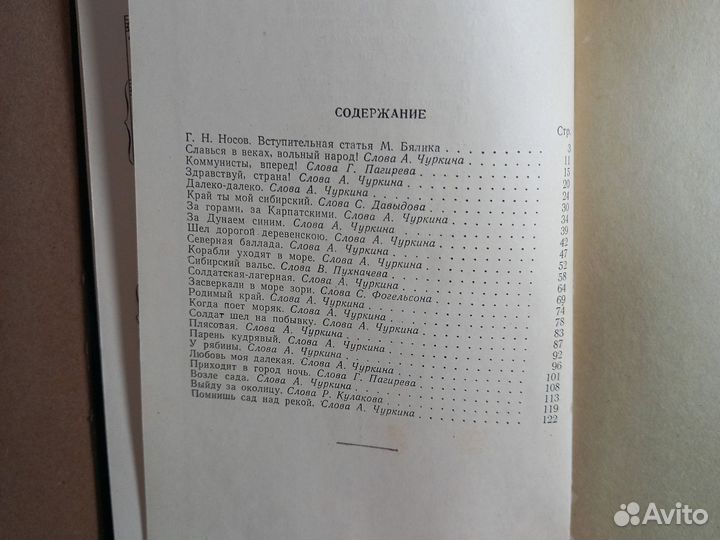 СОДЕРЖАНИЕ
Стр.
Г. Н. Носов. Вступительная статья М. Бялика . . . . . . . 3
Славься в веках, вольный народ! Слова А. Чуркина . . . . . . . 11
Коммунисты, вперед! Слова Г. Пагирева . . . . . . . 15
Здравствуй, страна! Слова А. Чуркина . . . . . . . 20
Далеко-далеко. Слова А. Чуркина . . . . . . . 24
Край ты мой сибирский. Слова С. Давыдова . . . . . . . 30
За горами, за Карпатскими. Слова А. Чуркина . . . . . . . 34
За Дунаем синим. Слова А. Чуркина . . . . . . . 39
Шел дорогой деревенскою. Слова А. Чуркина . . . . . . . 42
Северная баллада. Слова А. Чуркина . . . . . . . 47
Корабли уходят в море. Слова А. Чуркина . . . . . . . 52
Сибирский вальс. Слова В. Пухначева . . . . . . . 58
Солдатская-лагерная. Слова А. Чуркина . . . . . . . 64
Засверкали в море зори. Слова С. Фогельсона . . . . . . . 69
Родимый край. Слова А. Чуркина . . . . . . . 74
Когда поет моряк. Слова А. Чуркина . . . . . . . 78
Солдат шел на побывку. Слова А. Чуркина . . . . . . . 83
Плясовая. Слова А. Чуркина . . . . . . . 87
Парень кудрявый. Слова А. Чуркина . . . . . . . 92
У рябины. Слова А. Чуркина . . . . . . . 96
Любовь моя далекая. Слова А. Чуркина . . . . . . . 101
Приходит в город ночь. Слова Г. Пагирева . . . . . . . 108
Возле сада. Слова А. Чуркина . . . . . . . 113
Выйду за околицу. Слова Р. Кулакова . . . . . . . 119
Помнишь сад над рекой. Слова А. Чуркина . . . . . . . 122
Avito